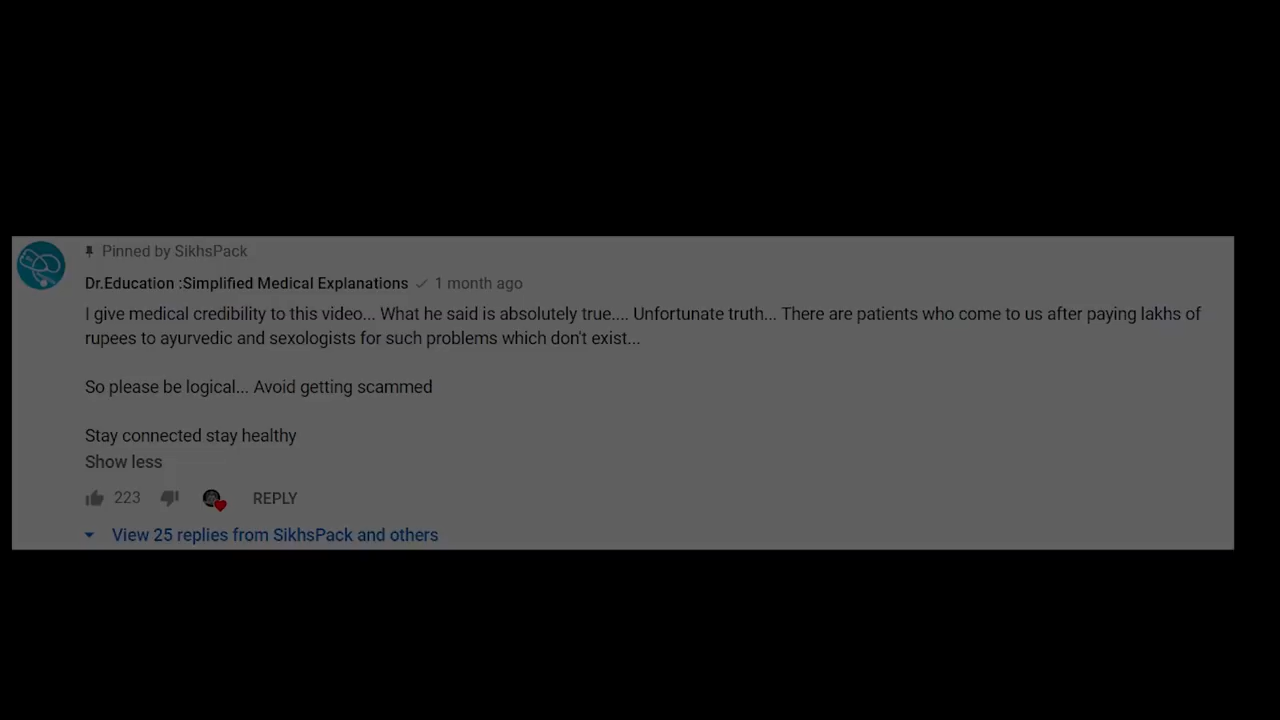 Pinned by SikhsPack
Dr.Education :Simplified Medical Explanations 1 month ago
I give medical credibility to this video... What he said is absolutely true.... Unfortunate truth... There are patients who come to us after paying lakhs of
rupees to ayurvedic and sexologists for such problems which don't exist...
So please be logical... Avoid getting scammed
Stay connected stay healthy
Show less
223 REPLY
View 25 replies from SikhsPack and others